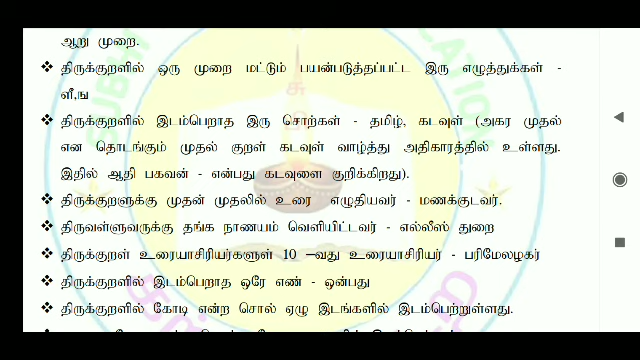 ஆறு முறை.
❖ திருக்குறளில் ஒரு முறை மட்டும் பயன்படுத்தப்பட்ட இரு எழுத்துக்கள் -
ளீ,ங
❖ திருக்குறளில் இடம்பெறாத இரு சொற்கள் - தமிழ், கடவுள் (அகர முதல்
என தொடங்கும் முதல் குறள் கடவுள் வாழ்த்து அதிகாரத்தில் உள்ளது.
இதில் ஆதி பகவன் - என்பது கடவுளை குறிக்கிறது).
❖ திருக்குறளுக்கு முதன் முதலில் உரை எழுதியவர் - மணக்குடவர்.
❖ திருவள்ளுவருக்கு தங்க நாணயம் வெளியிட்டவர் - எல்லீஸ் துறை
❖ திருக்குறள் உரையாசிரியர்களுள் 10 –வது உரையாசிரியர் - பரிமேலழகர்
❖ திருக்குறளில் இடம்பெறாத ஒரே எண் - ஒன்பது
❖ திருக்குறளில் கோடி என்ற சொல் ஏழு இடங்களில் இடம்பெற்றுள்ளது.